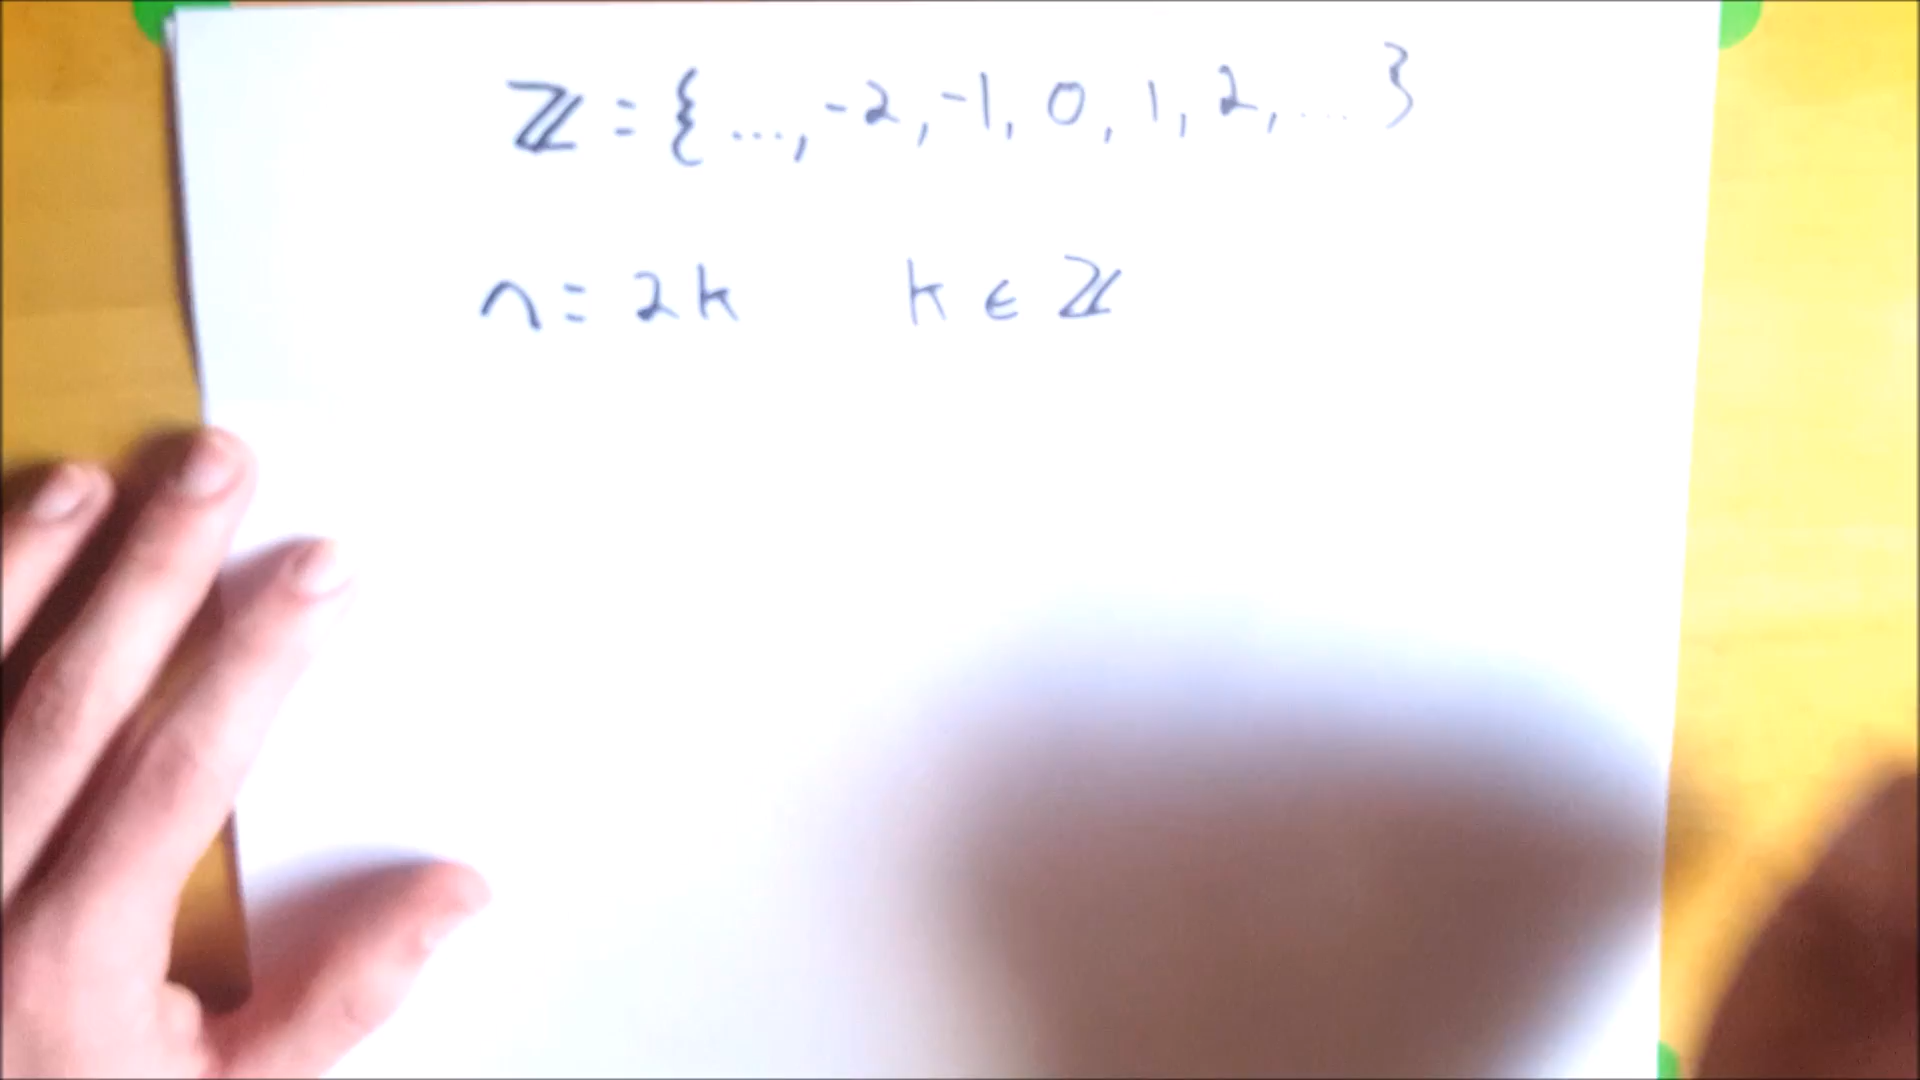 ℤ = {..., -2, -1, 0, 1, 2, ... }
n = 2k k ∈ ℤ